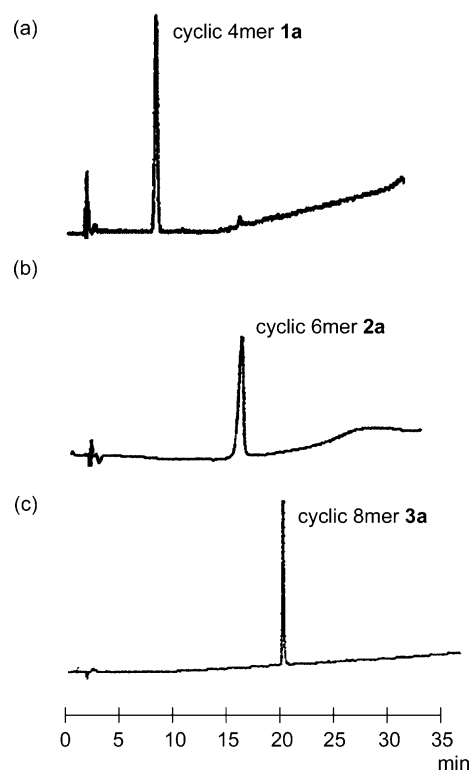 (a)
cyclic 4mer 1a
(b)
cyclic 6mer 2a
(c)
cyclic 8mer 3a
0 5 10 15 20 25 30 35
min